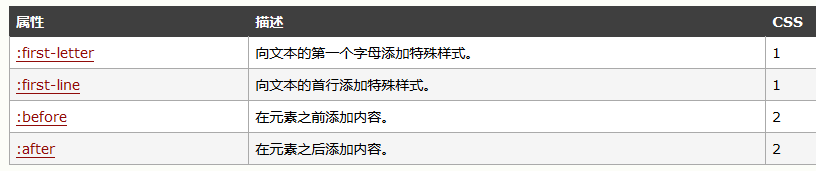 属性 描述 CSS
:first-letter 向文本的第一个字母添加特殊样式。 1
:first-line 向文本的首行添加特殊样式。 1
:before 在元素之前添加内容。 2
:after 在元素之后添加内容。 2